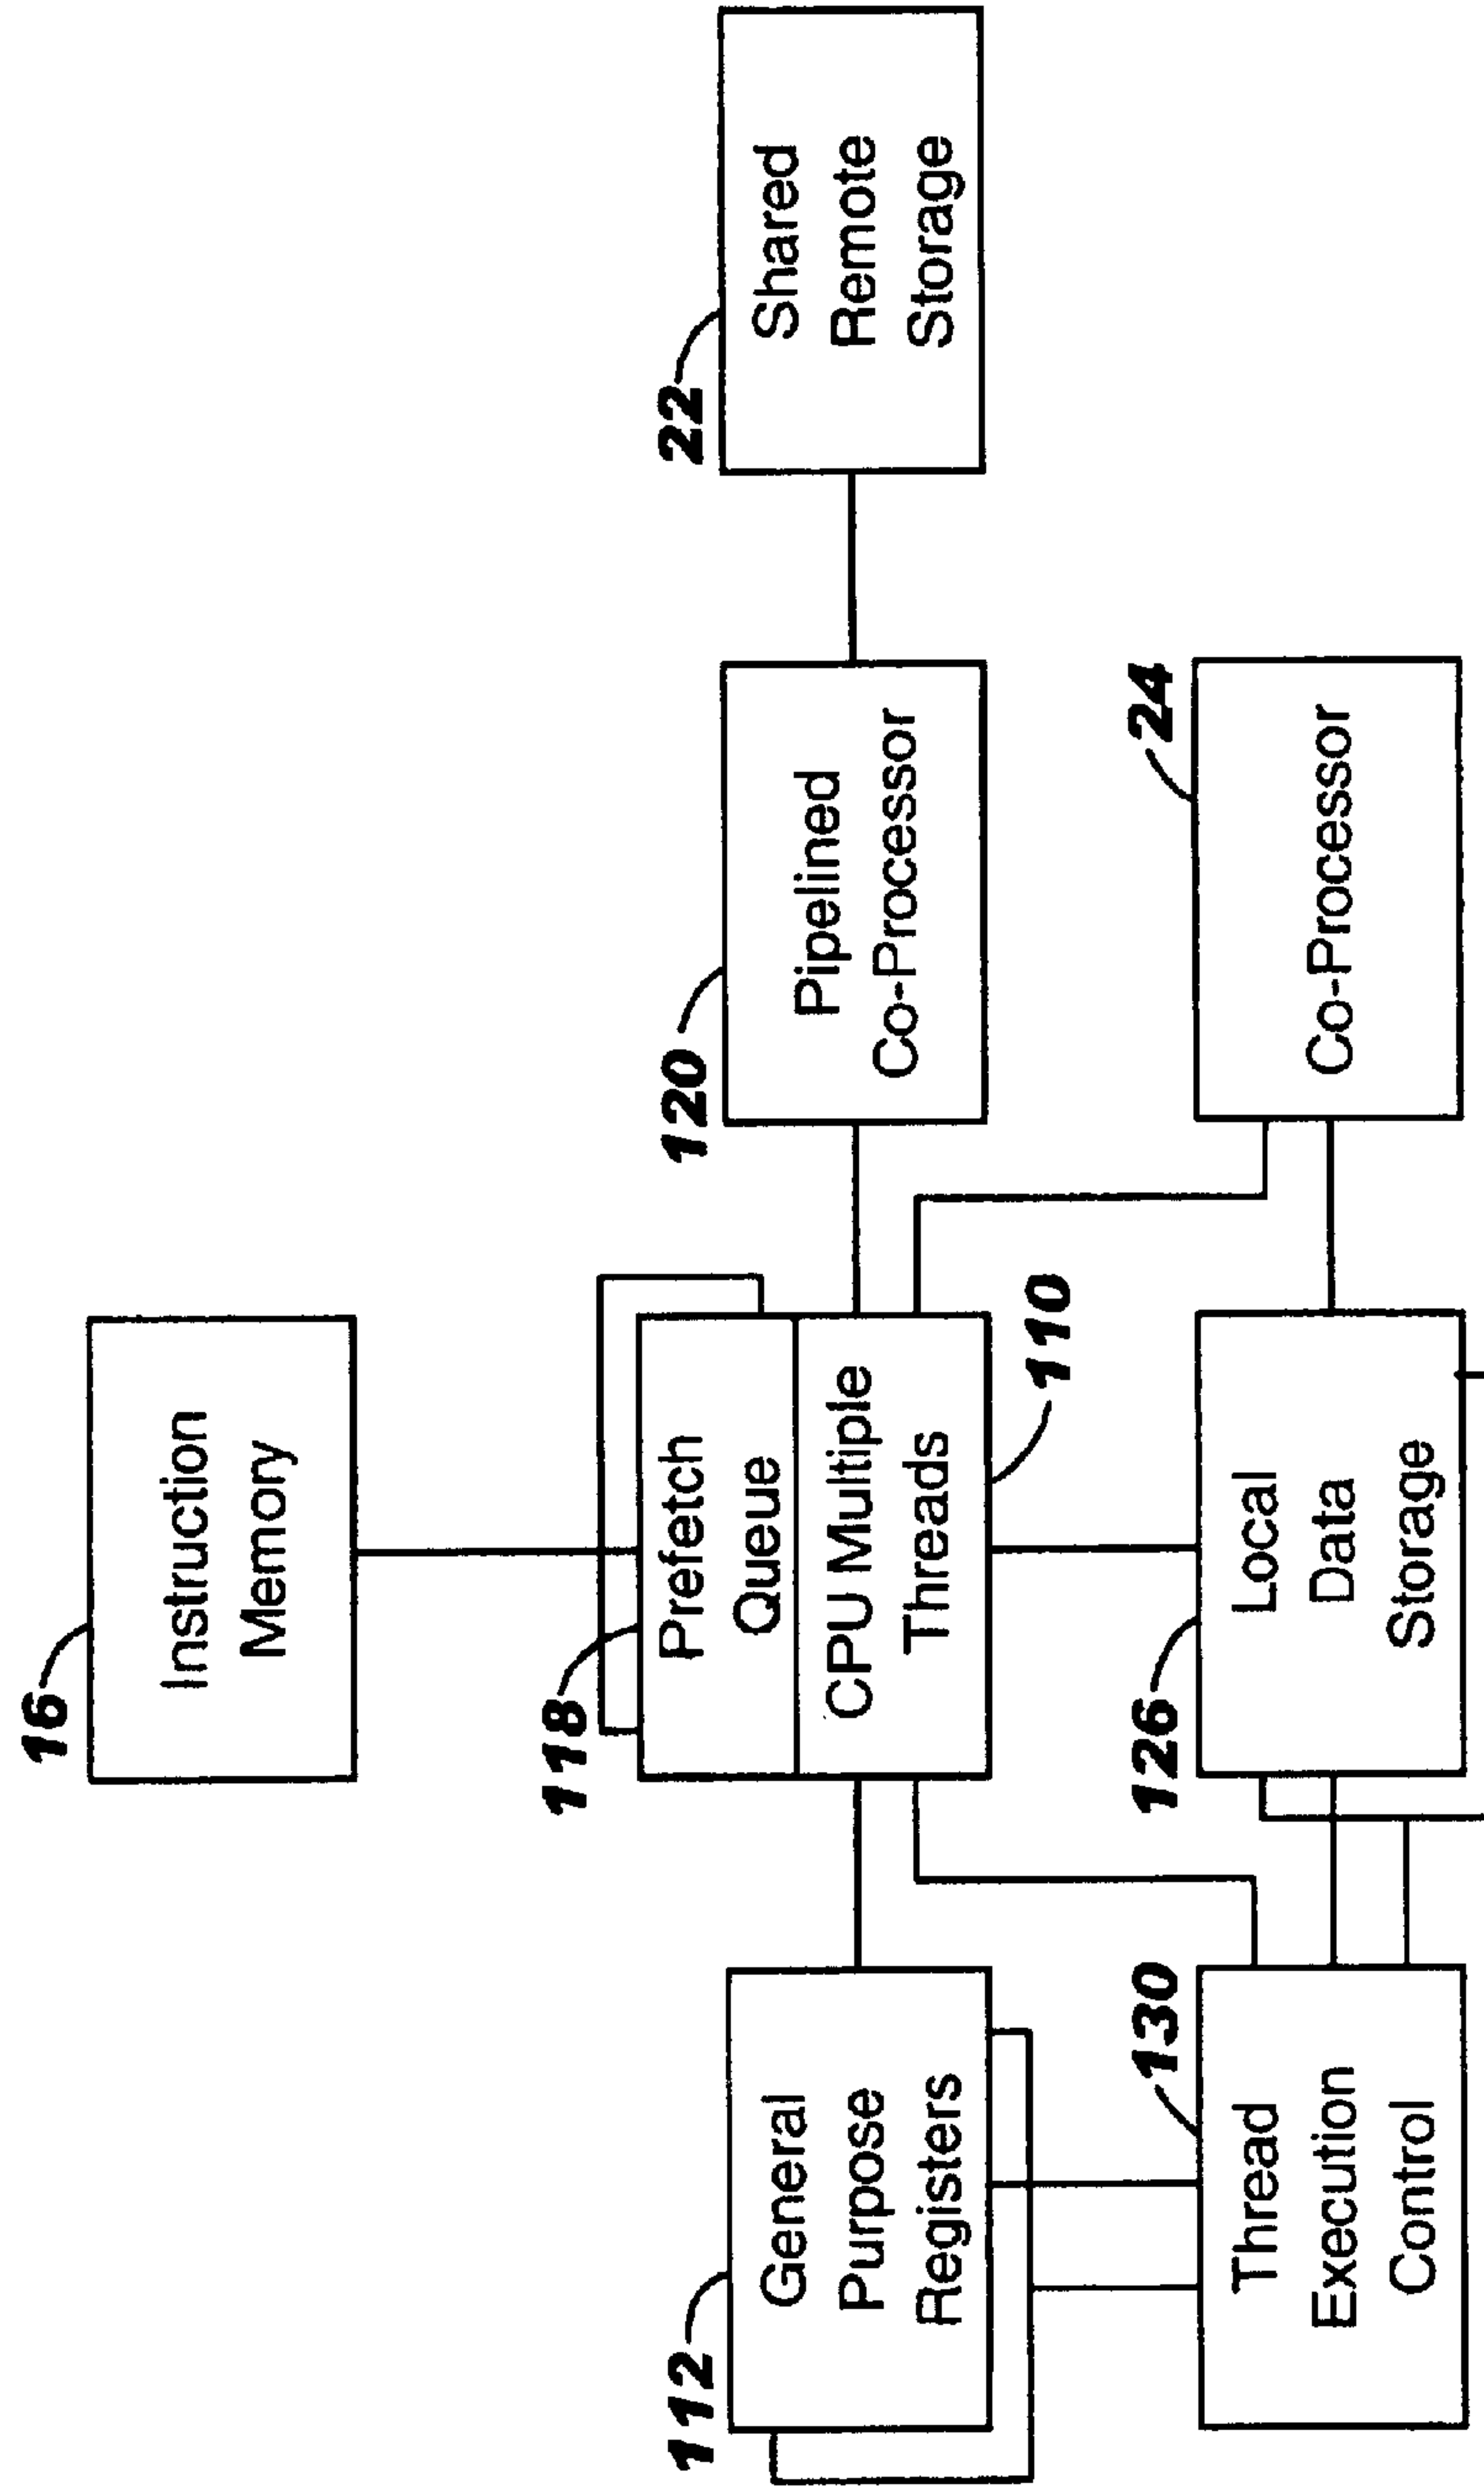 16
Instruction
Memory
118
Prefetch
Queue
CPU Multiple
Threads
110
112
General
Purpose
Registers
120
Pipelined
Co-Processor
22
Shared
Remote
Storage
130
Thread
Execution
Control
126
Local
Data
Storage
24
Co-Processor